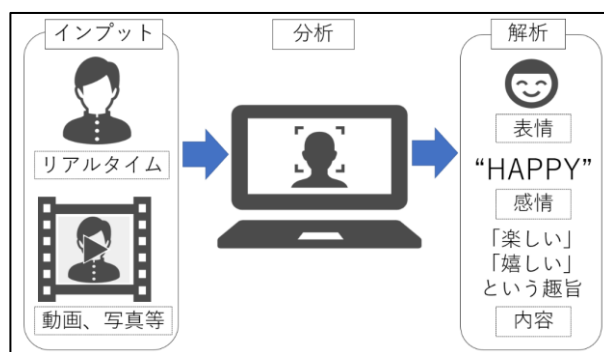 インプット
リアルタイム
動画、写真等
分析
解析
表情
“HAPPY”
感情
「楽しい」
「嬉しい」
という趣旨
内容